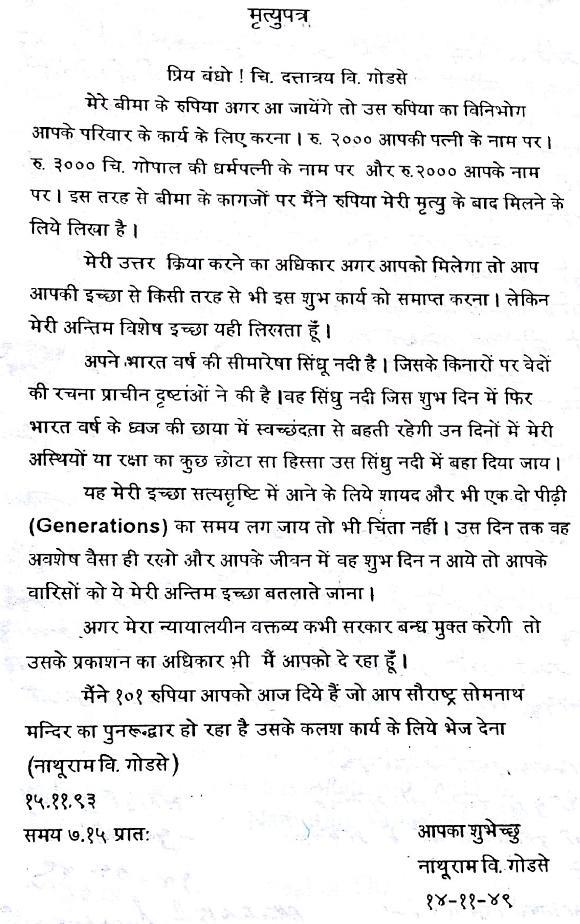 मृत्युपत्र
प्रिय बंधो ! चि. दत्तात्रय वि. गोडसे
मेरे बीमा के रुपिया अगर आ जायेंगे तो उस रुपिया का विनिभोग
आपके परिवार के कार्य के लिए करना । रु. २००० आपकी पत्नी के नाम पर ।
रु. ३००० चि. गोपाल की धर्मपत्नी के नाम पर और रु.२००० आपके नाम
पर । इस तरह से बीमा के कागजों पर मैंने रुपिया मेरी मृत्यु के बाद मिलने के
लिये लिखा है ।
मेरी उत्तर क्रिया करने का अधिकार अगर आपको मिलेगा तो आप
आपकी इच्छा से किसी तरह से भी इस शुभ कार्य को समाप्त करना । लेकिन
मेरी अन्तिम विशेष इच्छा यही लिखता हूँ ।
अपने भारत वर्ष की सीमारेषा सिंधू नदी है । जिसके किनारों पर वेदों
की रचना प्राचीन दृष्टांओं ने की है ।वह सिंधु नदी जिस शुभ दिन में फिर
भारत वर्ष के ध्वज की छाया में स्वच्छंदता से बहती रहेगी उन दिनों में मेरी
अस्थियों या रक्षा का कुछ छोटा सा हिस्सा उस सिंधु नदी में बहा दिया जाय ।
यह मेरी इच्छा सत्यसृष्टि में आने के लिये शायद और भी एक दो पीढ़ी
(Generations) का समय लग जाय तो भी चिंता नहीं । उस दिन तक वह
अवशेष वैसा ही रखो और आपके जीवन में वह शुभ दिन न आये तो आपके
वारिसों को ये मेरी अन्तिम इच्छा बतलाते जाना ।
अगर मेरा न्यायालयीन वक्तव्य कभी सरकार बन्ध मुक्त करेगी तो
उसके प्रकाशन का अधिकार भी मैं आपको दे रहा हूँ ।
मैंने १०१ रुपिया आपको आज दिये हैं जो आप सौराष्ट्र सोमनाथ
मन्दिर का पुनरूद्धार हो रहा है उसके कलश कार्य के लिये भेज देना
(नाथूराम वि. गोडसे)
१५.११.९३
समय ७.१५ प्रातः
आपका शुभेच्छु
नाथूराम वि. गोडसे
१४-११-४९